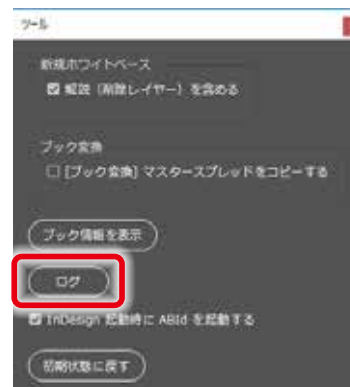 ツール
新規ホワイトベース
解説（削除レイヤー）を含める
ブック変換
[ブック変換] マスタースプレッドをコピーする
ブック情報を表示
ログ
InDesign 起動時に ABId を起動する
初期状態に戻す